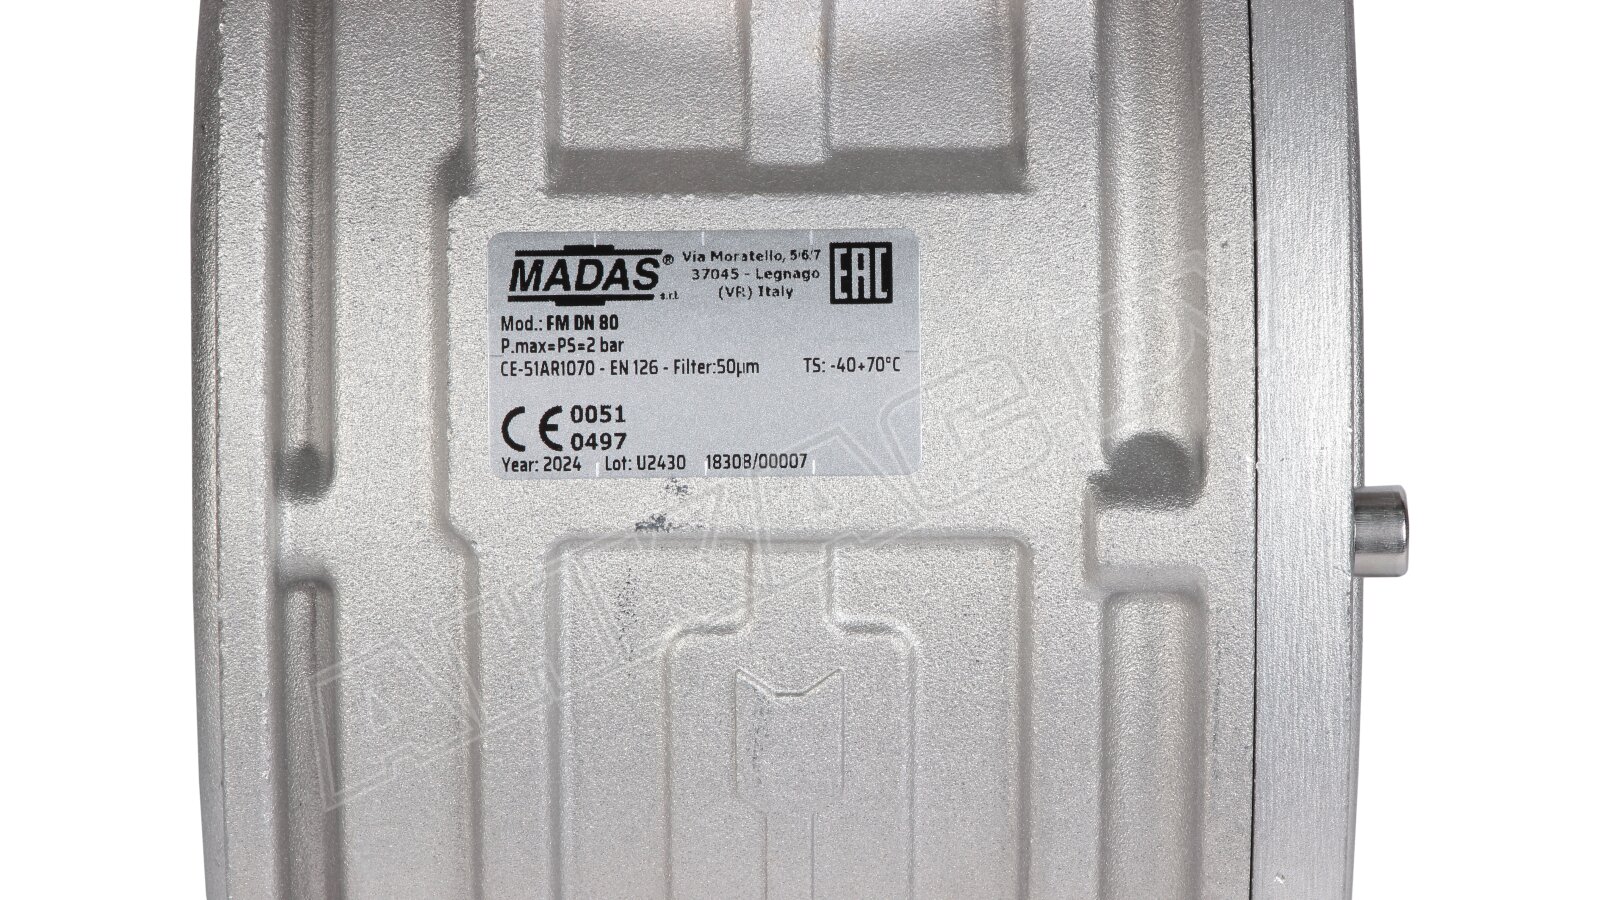 MADAS®
s.r.l.
Via Moratello, 5/6/7
37045 - Legnago
(VR) Italy
EAC
Mod.: FM DN 80
P.max=PS=2 bar
CE-51AR1070 - EN 126 - Filter:50µm TS: -40+70°C
CE 0051
0497
Year: 2024 Lot: U2430 18308/00007